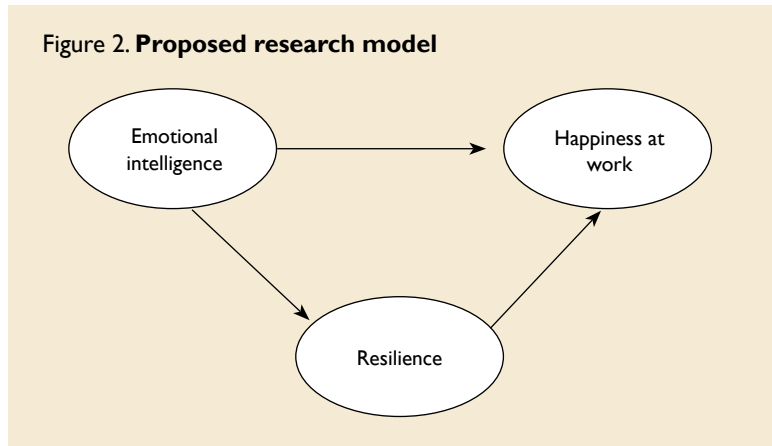 Figure 2. Proposed research model
Emotional
intelligence
Happiness at
work
Resilience